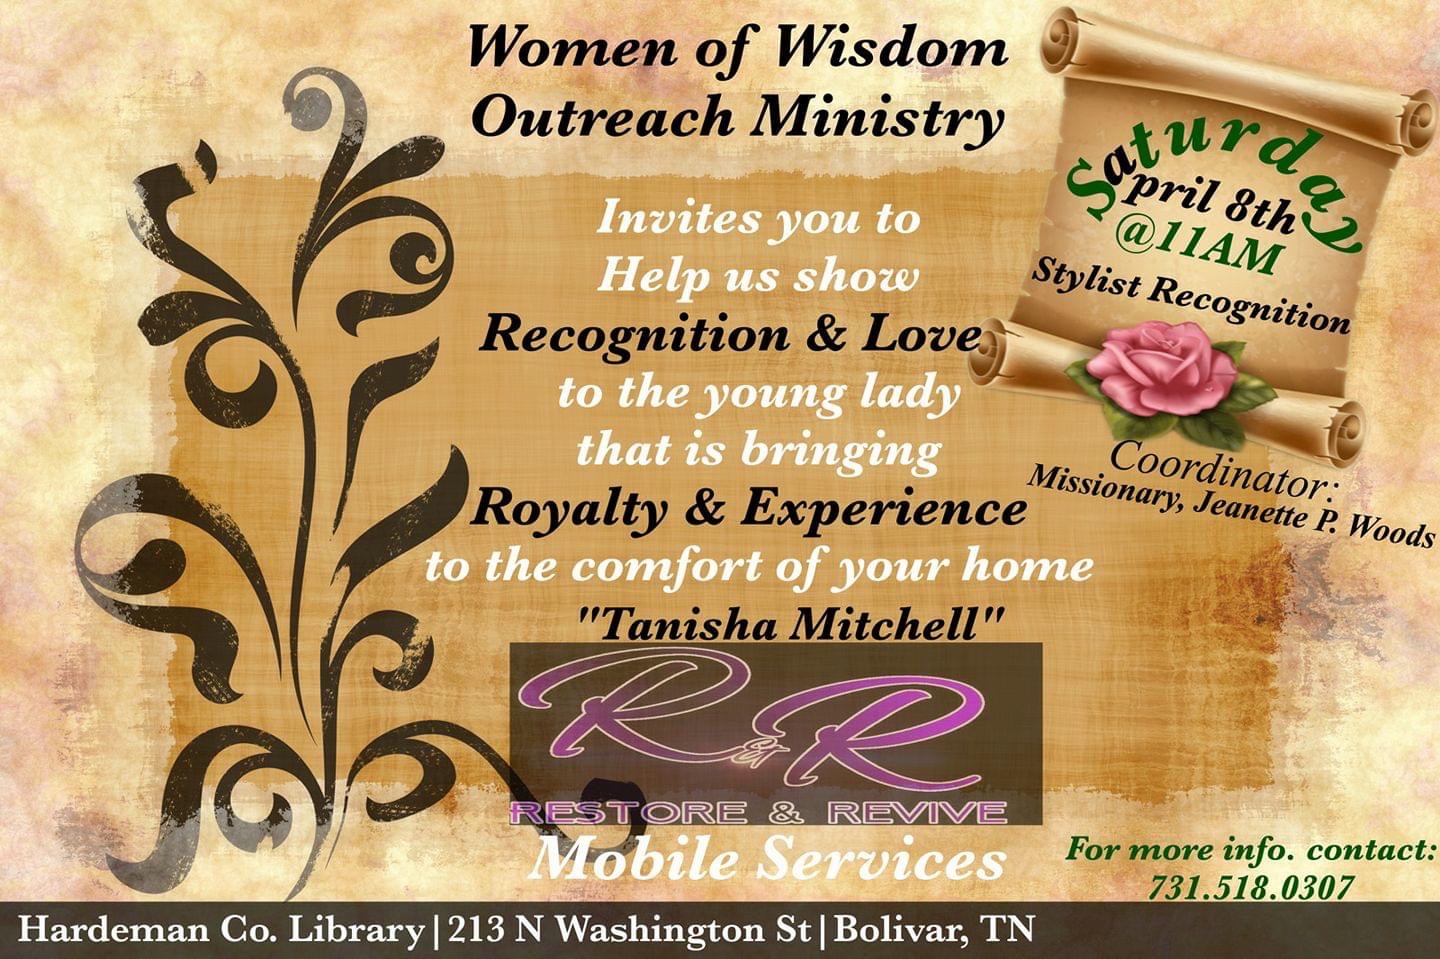 Women of Wisdom
Outreach Ministry
Invites you to
Help us show
Recognition & Love
to the young lady
that is bringing
Royalty & Experience
to the comfort of your home
"Tanisha Mitchell"
R&R
RESTORE & REVIVE
Mobile Services
Saturday
April 8th
@11AM
Stylist Recognition
Coordinator:
Missionary, Jeanette P. Woods
For more info. contact:
731.518.0307
Hardeman Co. Library|213 N Washington St|Bolivar, TN